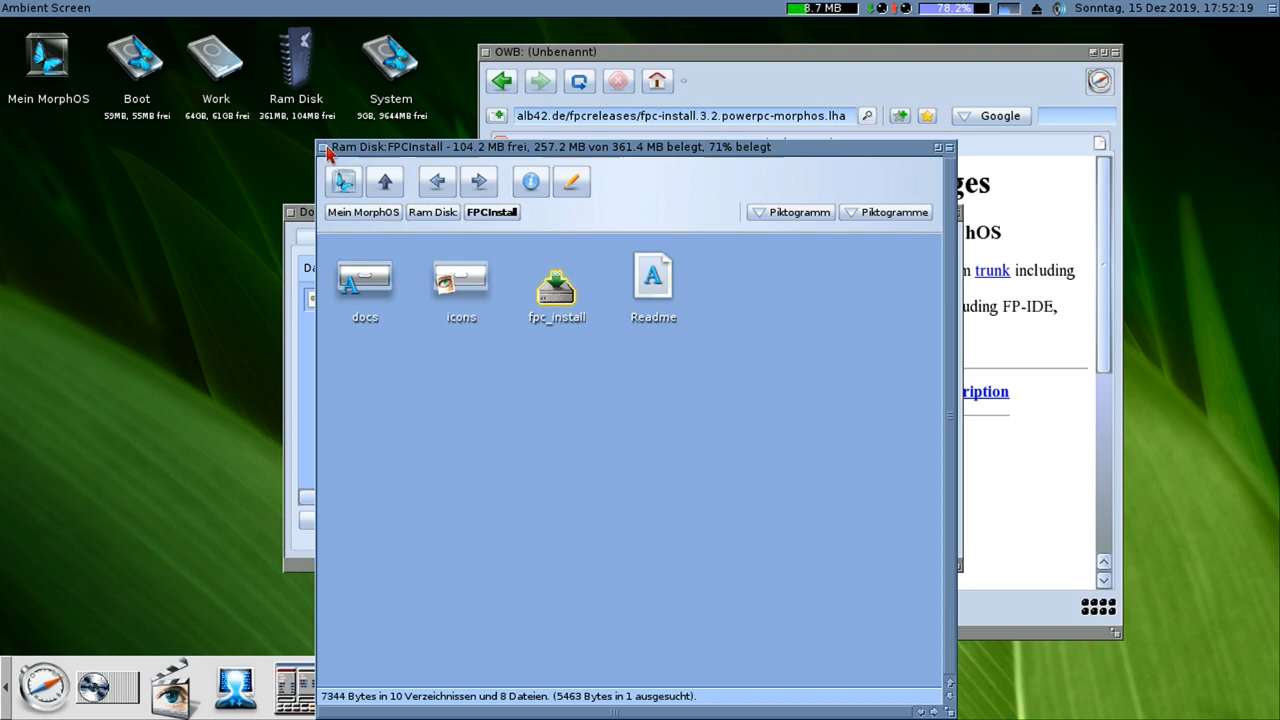 Ambient Screen
8.7 MB
78.2%
Sonntag, 15 Dez 2019, 17:52:19
Mein MorphOS
Boot
59MB, 55MB frei
Work
64GB, 61GB frei
Ram Disk
361MB, 104MB frei
System
9GB, 9644MB frei
OWB: (Unbenannt)
alb42.de/fpcreleases/fpc-install.3.2.powerpc-morphos.lha
Google
Ram Disk:FPCInstall - 104.2 MB frei, 257.2 MB von 361.4 MB belegt, 71% belegt
Mein MorphOS
Ram Disk:
FPCInstall
Piktogramm
Piktogramme
docs
icons
fpc_install
Readme
7344 Bytes in 10 Verzeichnissen und 8 Dateien. (5463 Bytes in 1 ausgesucht).
Do
Da
ges
hOS
m trunk including
uding FP-IDE,
ription